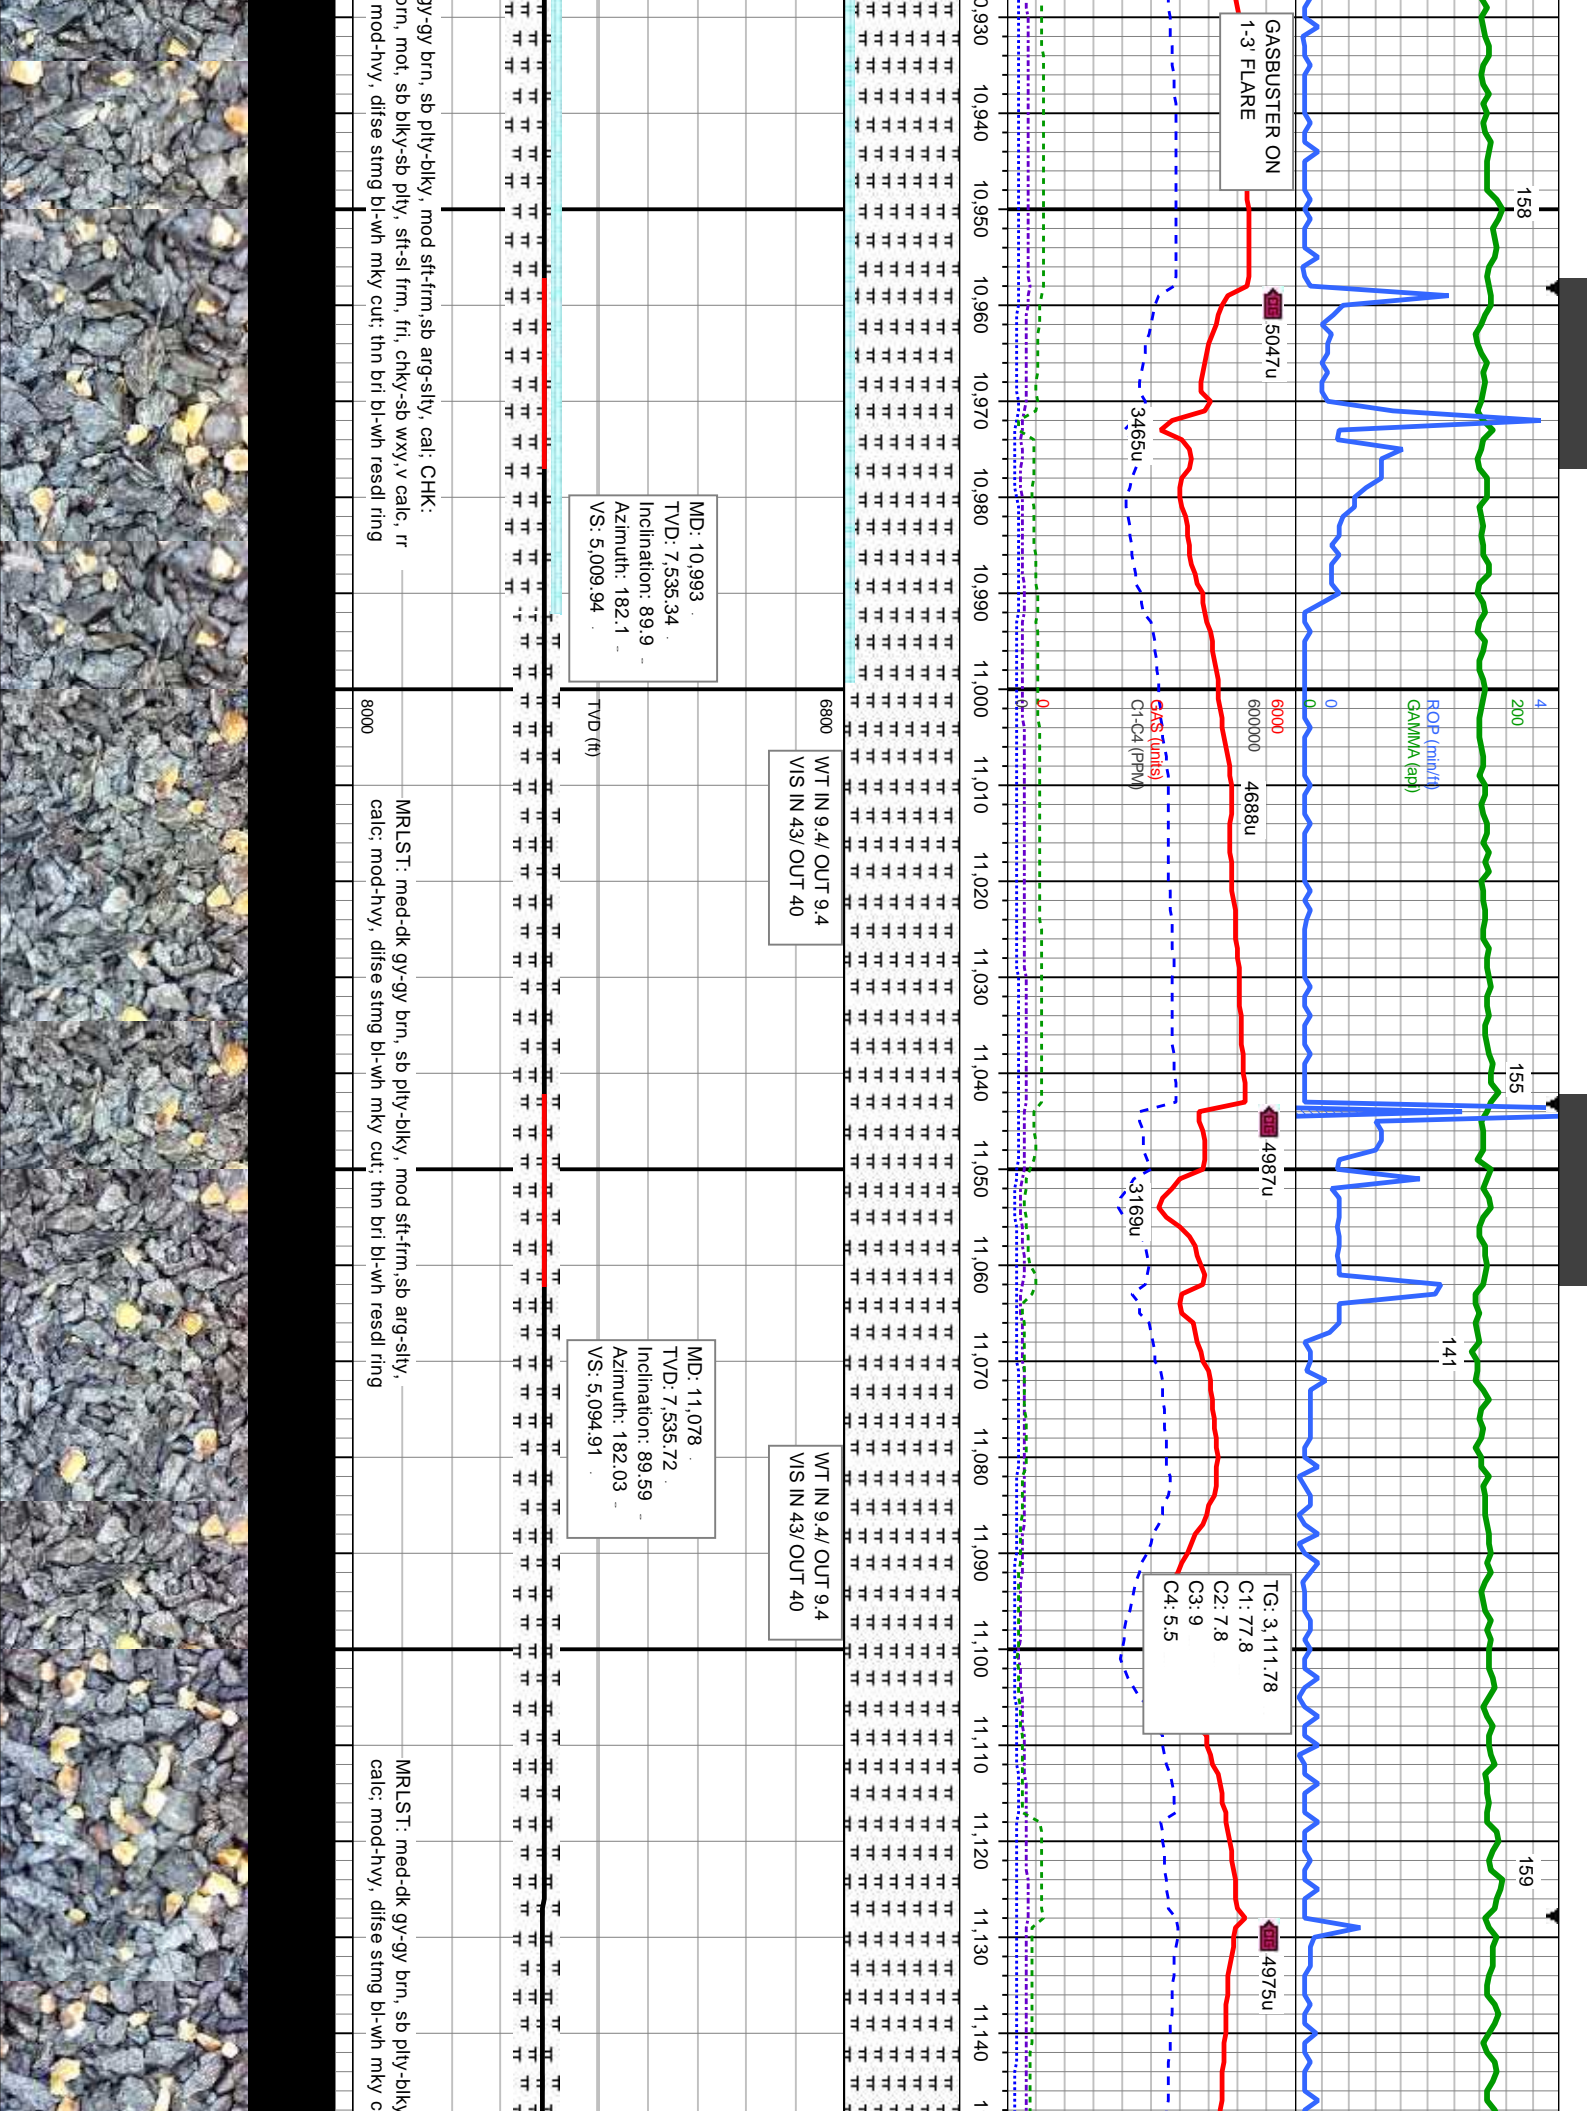 GASBUSTER ON
1-3' FLARE
158
5047u
3465u
4
200
ROP (min/ft)
GAMMA (api)
0
0
6000
60000
GAS (units)
C1-C4 (PPM)
0
0
4688u
155
4987u
3169u
141
TG: 3,111.78
C1: 77.8
C2: 7.8
C3: 9
C4: 5.5
159
4975u
0,930
10,940
10,950
10,960
10,970
10,980
10,990
11,000
11,010
11,020
11,030
11,040
11,050
11,060
11,070
11,080
11,090
11,100
11,110
11,120
11,130
11,140
1
6800
TVD (ft)
8000
WT IN 9.4/ OUT 9.4
VIS IN 43/ OUT 40
WT IN 9.4/ OUT 9.4
VIS IN 43/ OUT 40
MD: 10,993
TVD: 7,535.34
Inclination: 89.9
Azimuth: 182.1
VS: 5,009.94
MD: 11,078
TVD: 7,535.72
Inclination: 89.59
Azimuth: 182.03
VS: 5,094.91
gy-gy brn, sb plty-blky, mod sft-frm,sb arg-slty, cal; CHK:
orn, mot, sb blky-sb plty, sft-sl frm, fri, chky-sb wxy,v calc, rr
mod-hvy, difse stmg bl-wh mky cut; thn bri bl-wh resdl ring
MRLST: med-dk gy-gy brn, sb plty-blky, mod sft-frm,sb arg-slty,
calc; mod-hvy, difse stmg bl-wh mky cut; thn bri bl-wh resdl ring
MRLST: med-dk gy-gy brn, sb plty-blky
calc; mod-hvy, difse stmg bl-wh mky c